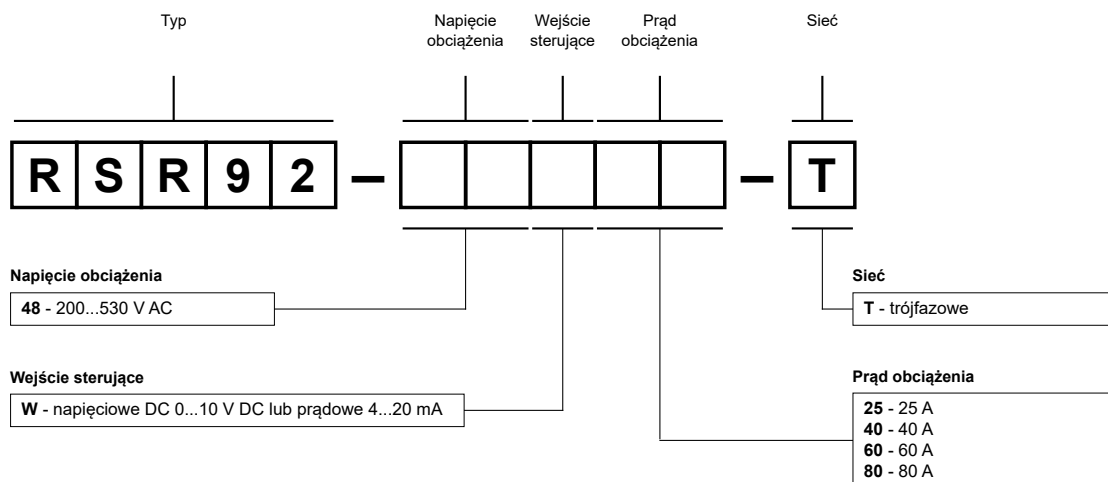 Typ
Napięcie
obciążenia
Wejście
sterujące
Prąd
obciążenia
Sieć
RSR92 – – T
Napięcie obciążenia
48 - 200...530 V AC
Sieć
T - trójfazowe
Wejście sterujące
W - napięciowe DC 0...10 V DC lub prądowe 4...20 mA
Prąd obciążenia
25 - 25 A
40 - 40 A
60 - 60 A
80 - 80 A